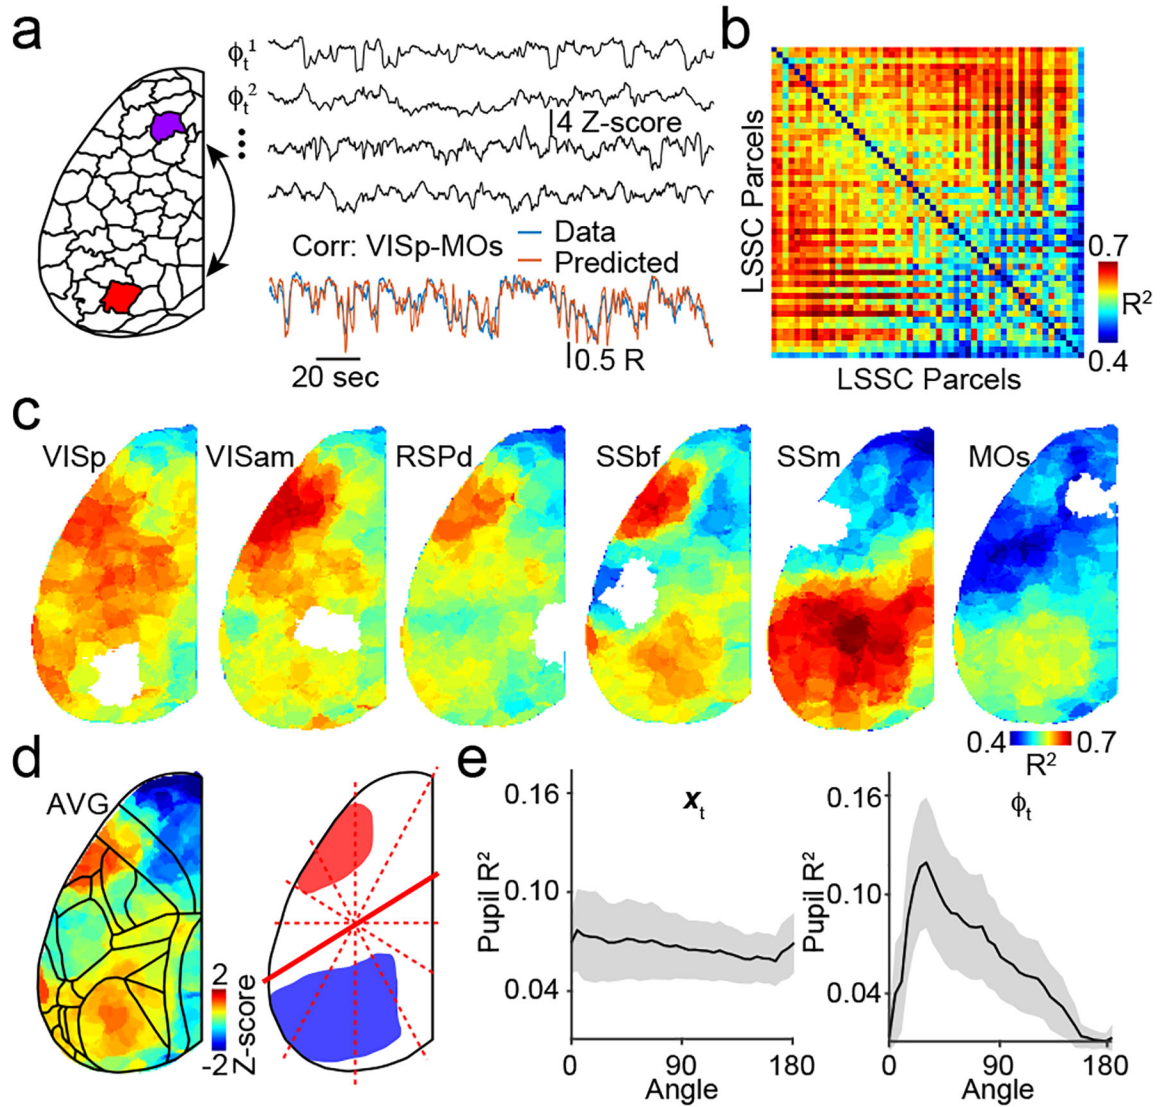 a
ϕt1
ϕt2
4 Z-score
Corr: VISp-MOs
Data
Predicted
0.5 R
20 sec
b
LSSC Parcels
LSSC Parcels
0.7
R2
0.4
c
VISp
VISam
RSPd
SSbf
SSm
MOs
0.4
0.7
R2
d
AVG
2
-2
Z-score
e
xt
Pupil R2
0.16
0.10
0.04
0
90
180
Angle
ϕt
Pupil R2
0.16
0.10
0.04
0
90
180
Angle